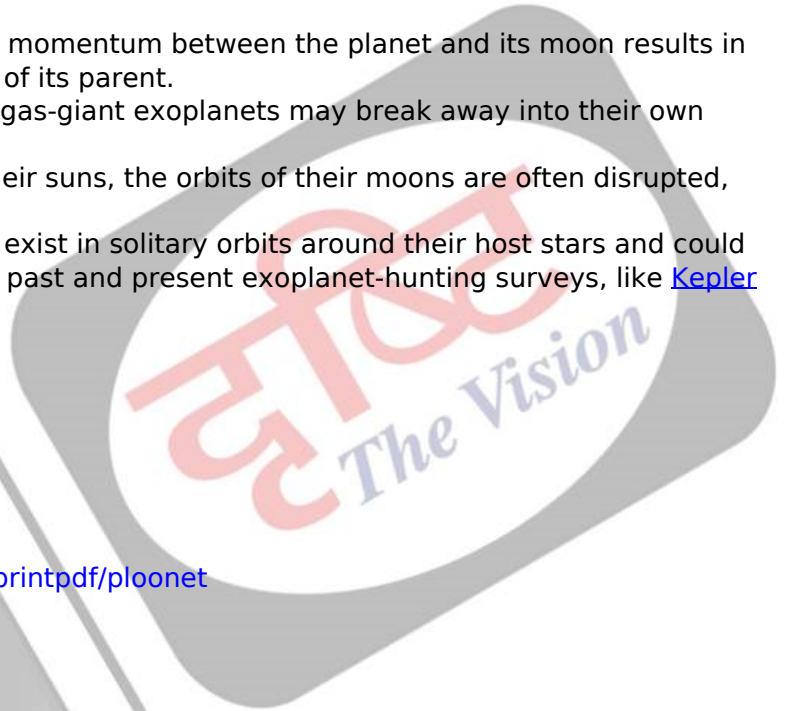 momentum between the planet and its moon results in
of its parent.
gas-giant exoplanets may break away into their own
eir suns, the orbits of their moons are often disrupted,
exist in solitary orbits around their host stars and could
past and present exoplanet-hunting surveys, like Kepler
दृष्टि
The Vision
printpdf/ploonet